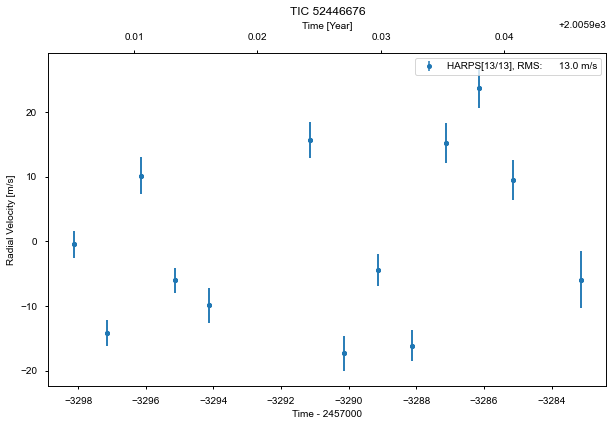 TIC 52446676
Time [Year]
+2.0059e3
0.01 0.02 0.03 0.04
HARPS[13/13], RMS: 13.0 m/s
Radial Velocity [m/s]
20
10
0
−10
−20
−3298 −3296 −3294 −3292 −3290 −3288 −3286 −3284
Time - 2457000